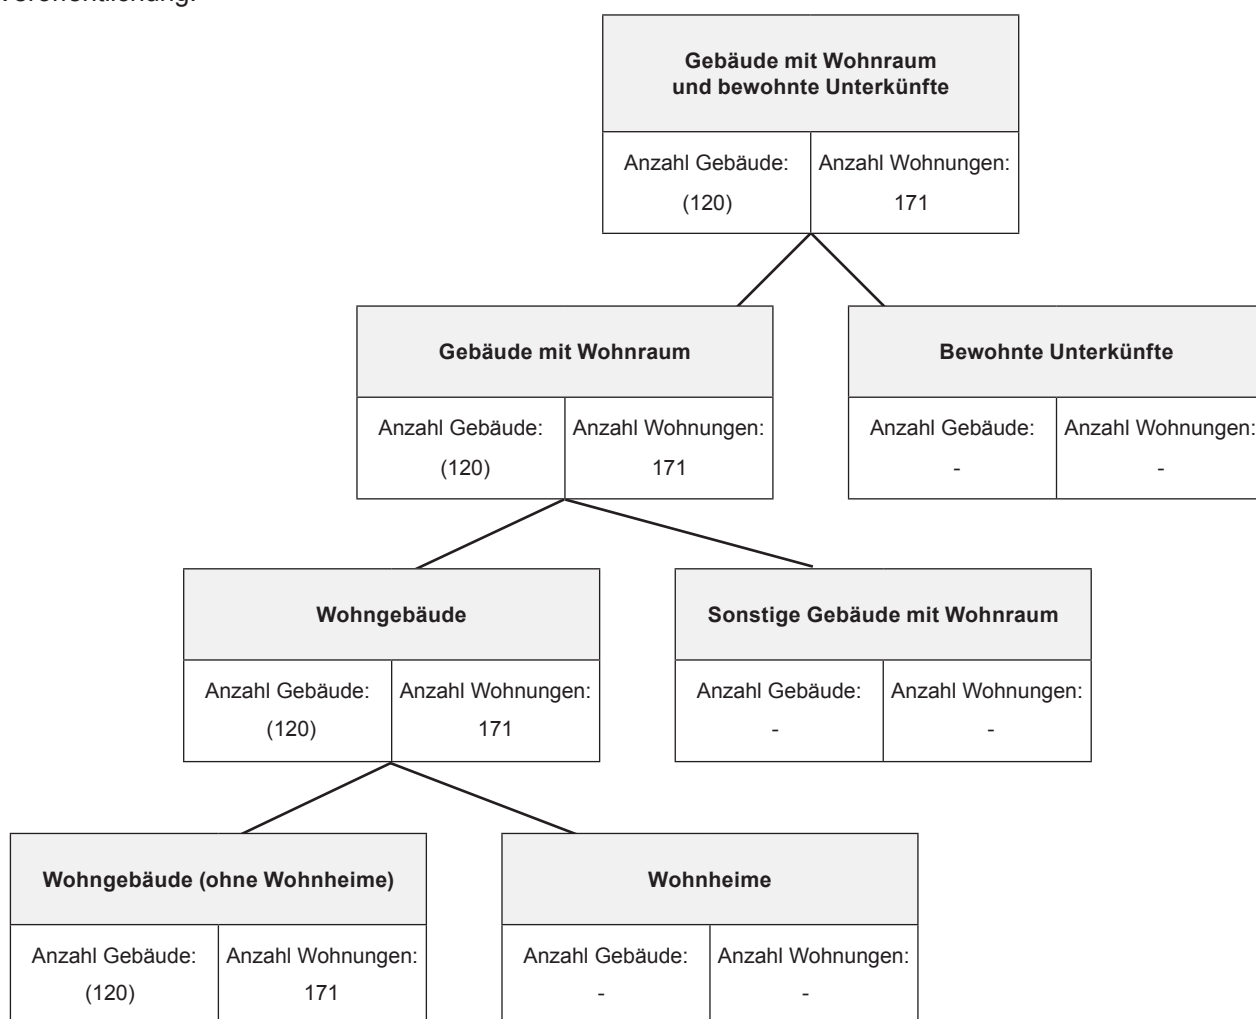 Veröffentlichung.
Gebäude mit Wohnraum
und bewohnte Unterkünfte
Anzahl Gebäude: Anzahl Wohnungen:
(120) 171
Gebäude mit Wohnraum Bewohnte Unterkünfte
Anzahl Gebäude: Anzahl Wohnungen: Anzahl Gebäude: Anzahl Wohnungen:
(120) 171 - -
Wohngebäude Sonstige Gebäude mit Wohnraum
Anzahl Gebäude: Anzahl Wohnungen: Anzahl Gebäude: Anzahl Wohnungen:
(120) 171 - -
Wohngebäude (ohne Wohnheime) Wohnheime
Anzahl Gebäude: Anzahl Wohnungen: Anzahl Gebäude: Anzahl Wohnungen:
(120) 171 - -